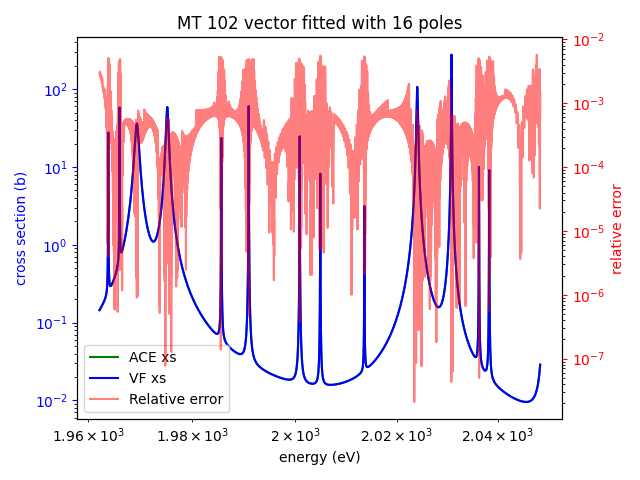 MT 102 vector fitted with 16 poles
cross section (b)
10²
10¹
10⁰
10⁻¹
10⁻²
10⁻²
10⁻³
10⁻⁴
10⁻⁵
10⁻⁶
10⁻⁷
relative error
ACE xs
VF xs
Relative error
1.96 × 10³ 1.98 × 10³ 2 × 10³ 2.02 × 10³ 2.04 × 10³
energy (eV)